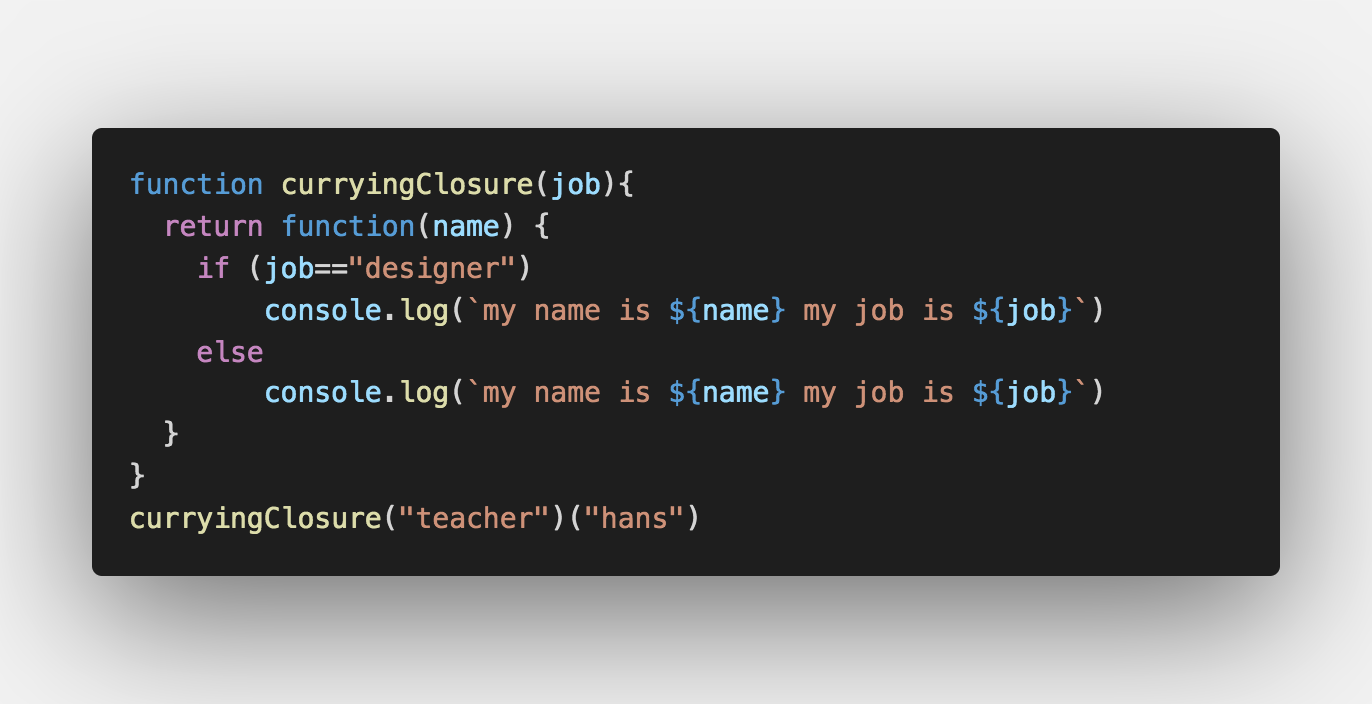 function curryingClosure(job){
  return function(name) {
    if (job=="designer")
        console.log(`my name is ${name} my job is ${job}`)
    else
        console.log(`my name is ${name} my job is ${job}`)
  }
}
curryingClosure("teacher")("hans")